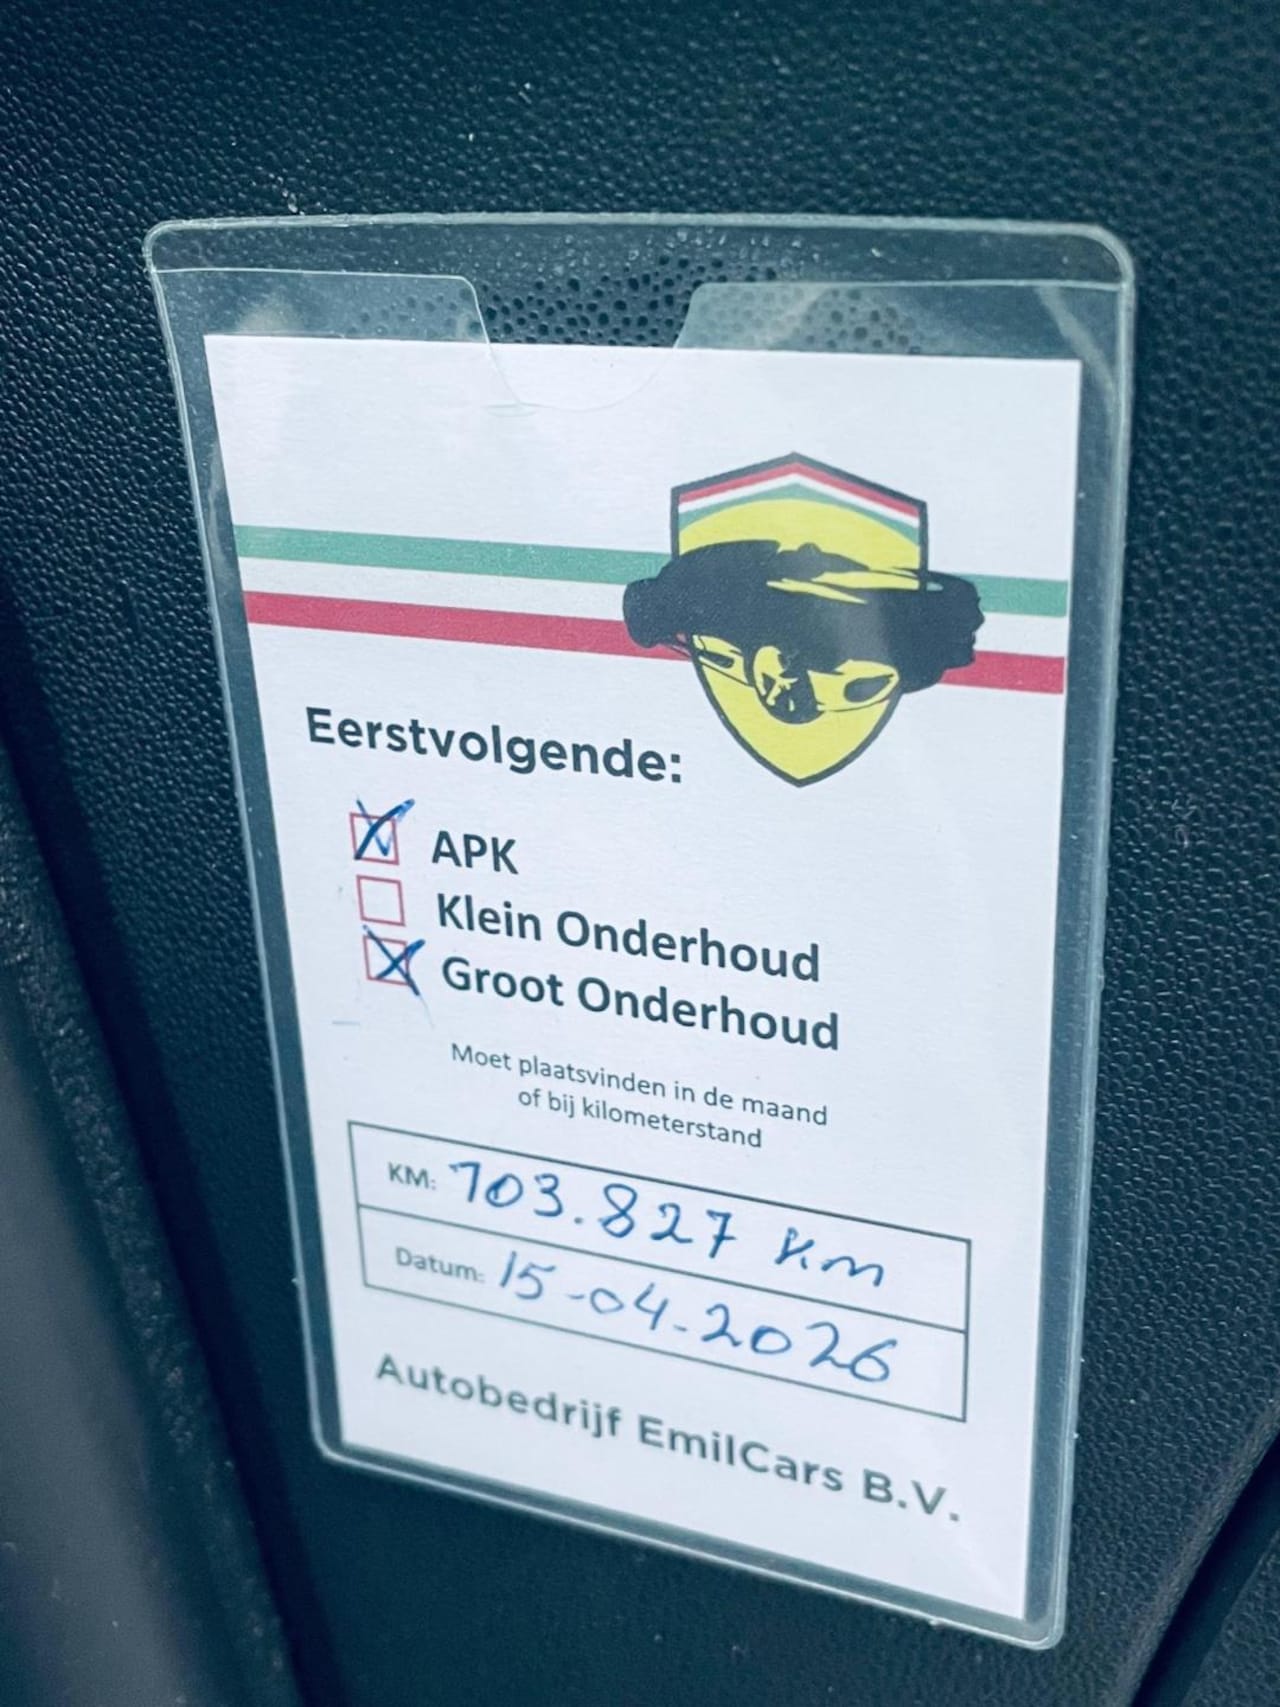 Eerstvolgende:
APK
Klein Onderhoud
Groot Onderhoud
Moet plaatsvinden in de maand
of bij kilometerstand
KM: 103.827 km
Datum: 15-04-2026
Autobedrijf EmilCars B.V.